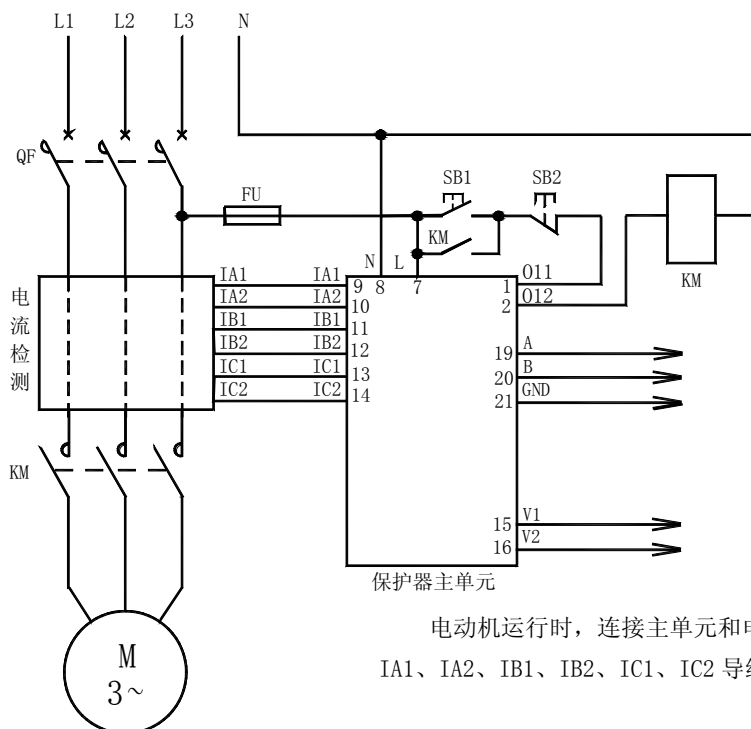 L1 L2 L3 N
QF
FU
SB1 SB2
KM
KM
N L
8 7
电流检测
IA1 IA1 9
IA2 IA2 10
IB1 IB1 11
IB2 IB2 12
IC1 IC1 13
IC2 IC2 14
1 O11
2 O12
19 A
20 B
21 GND
15 V1
16 V2
KM
保护器主单元
M
3~
电动机运行时，连接主单元和
IA1、IA2、IB1、IB2、IC1、IC2